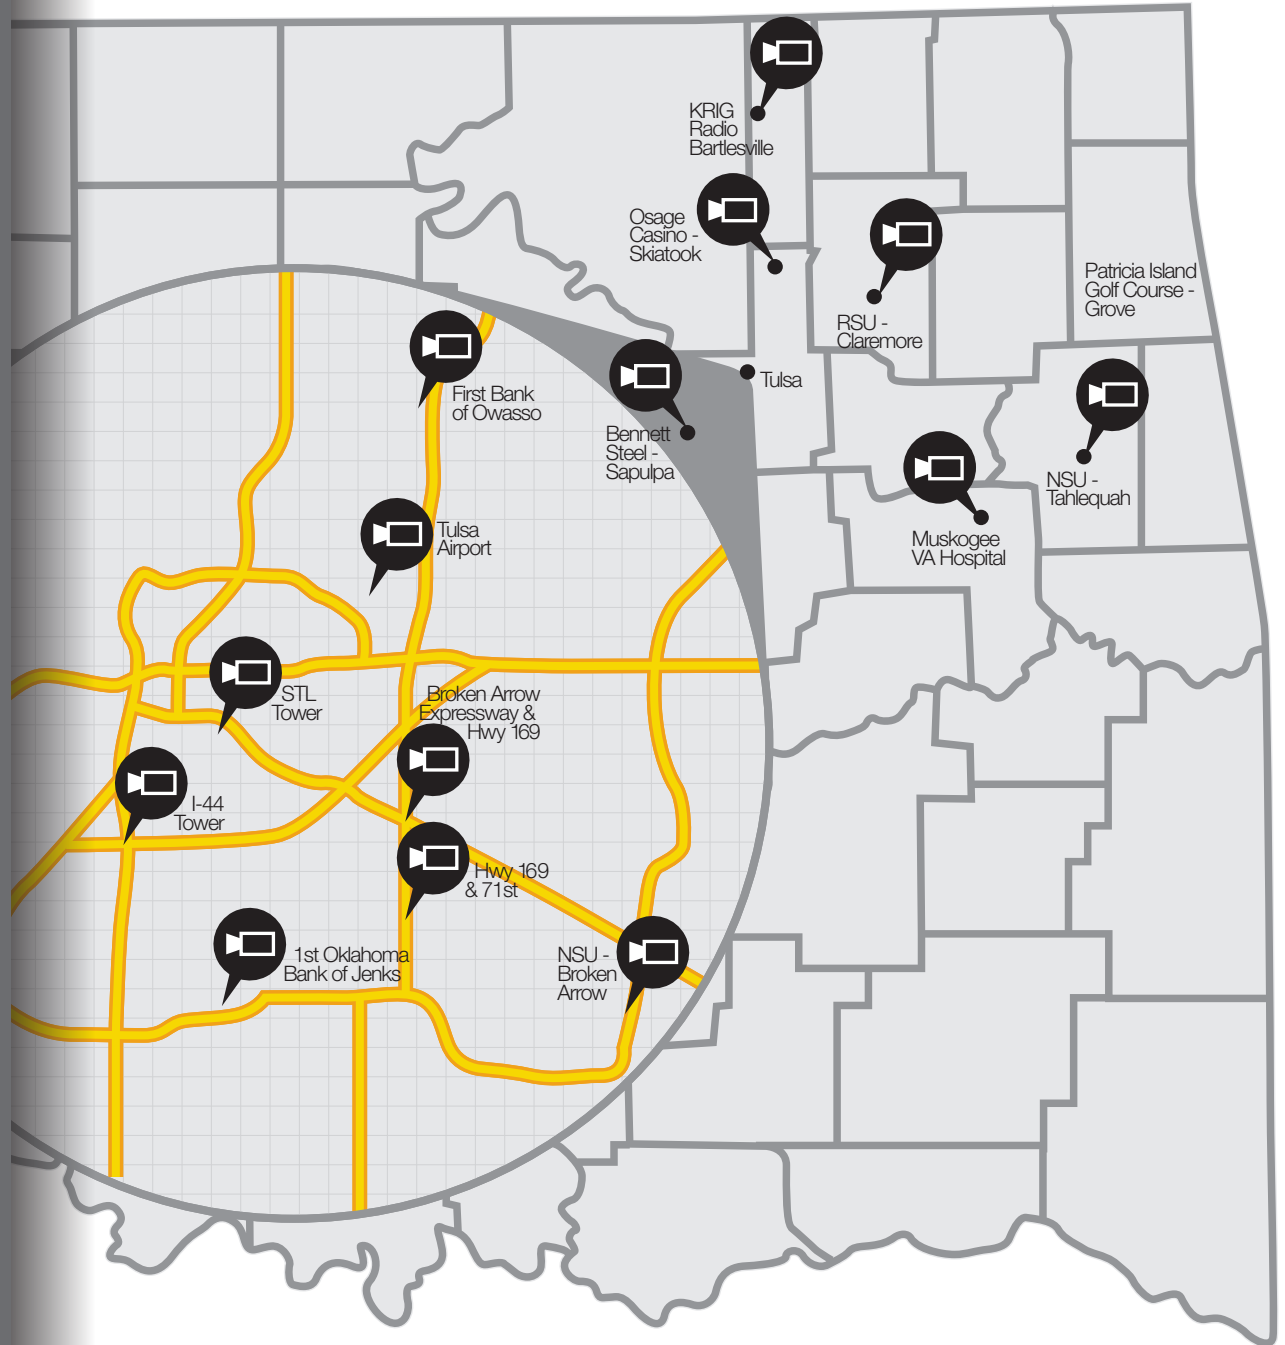 KRIG
Radio
Bartlesville
Osage
Casino -
Skiatook
RSU -
Claremore
Patricia Island
Golf Course -
Grove
First Bank
of Owasso
Tulsa
Bennett
Steel -
Sapulpa
NSU -
Tahlequah
Muskogee
VA Hospital
Tulsa
Airport
STL
Tower
Broken Arrow
Expressway &
Hwy 169
I-44
Tower
Hwy 169
& 71st
1st Oklahoma
Bank of Jenks
NSU -
Broken
Arrow